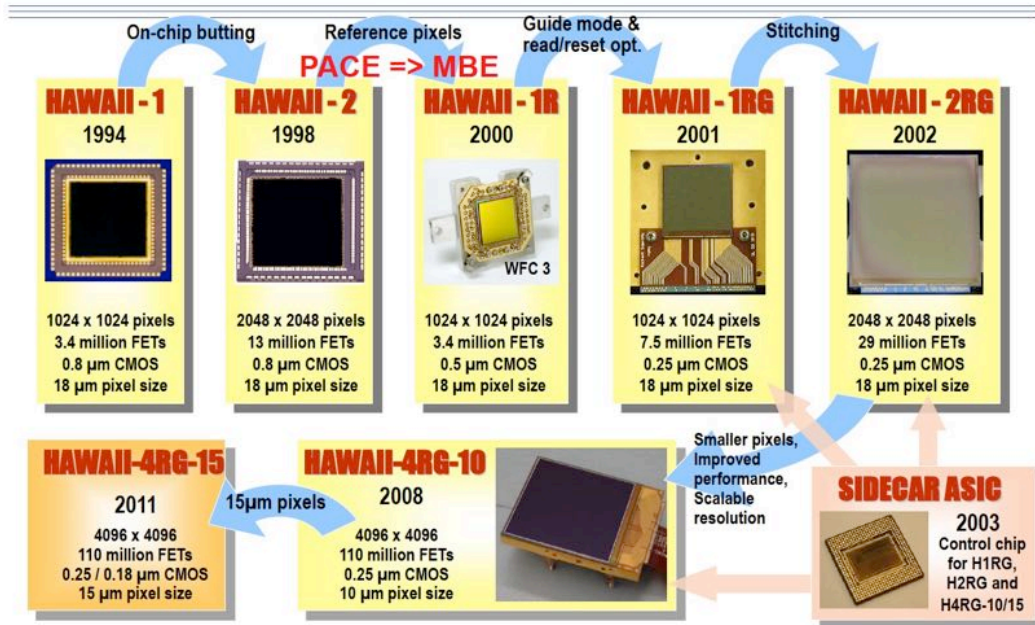 On-chip butting
Reference pixels
PACE => MBE
Guide mode &
read/reset opt.
Stitching
HAWAII - 1
1994
1024 x 1024 pixels
3.4 million FETs
0.8 µm CMOS
18 µm pixel size
HAWAII - 2
1998
2048 x 2048 pixels
13 million FETs
0.8 µm CMOS
18 µm pixel size
HAWAII - 1R
2000
WFC 3
1024 x 1024 pixels
3.4 million FETs
0.5 µm CMOS
18 µm pixel size
HAWAII - 1RG
2001
1024 x 1024 pixels
7.5 million FETs
0.25 µm CMOS
18 µm pixel size
HAWAII - 2RG
2002
2048 x 2048 pixels
29 million FETs
0.25 µm CMOS
18 µm pixel size
HAWAII-4RG-15
2011
4096 x 4096
110 million FETs
0.25 / 0.18 µm CMOS
15 µm pixel size
15µm pixels
HAWAII-4RG-10
2008
4096 x 4096
110 million FETs
0.25 µm CMOS
10 µm pixel size
Smaller pixels,
Improved
performance,
Scalable
resolution
SIDECAR ASIC
2003
Control chip
for H1RG,
H2RG and
H4RG-10/15